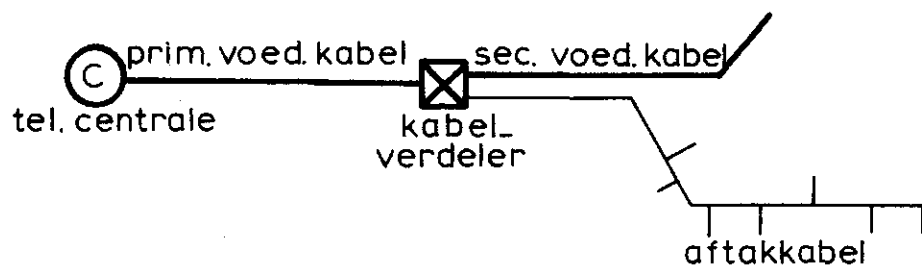 prim. voed. kabel
sec. voed. kabel
C
tel. centrale
kabel_
verdeler
aftakkabel